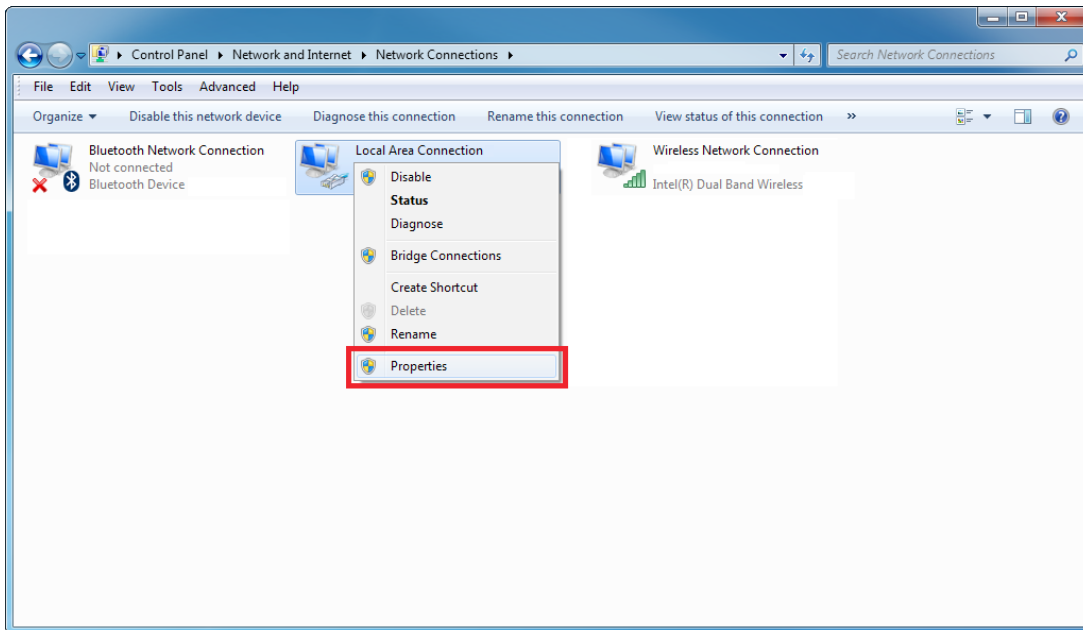 Control Panel Network and Internet Network Connections
Search Network Connections
File Edit View Tools Advanced Help
Organize Disable this network device Diagnose this connection Rename this connection View status of this connection »
Bluetooth Network Connection
Not connected
Bluetooth Device
Local Area Connection
Disable
Status
Diagnose
Bridge Connections
Create Shortcut
Delete
Rename
Properties
Wireless Network Connection
Intel(R) Dual Band Wireless